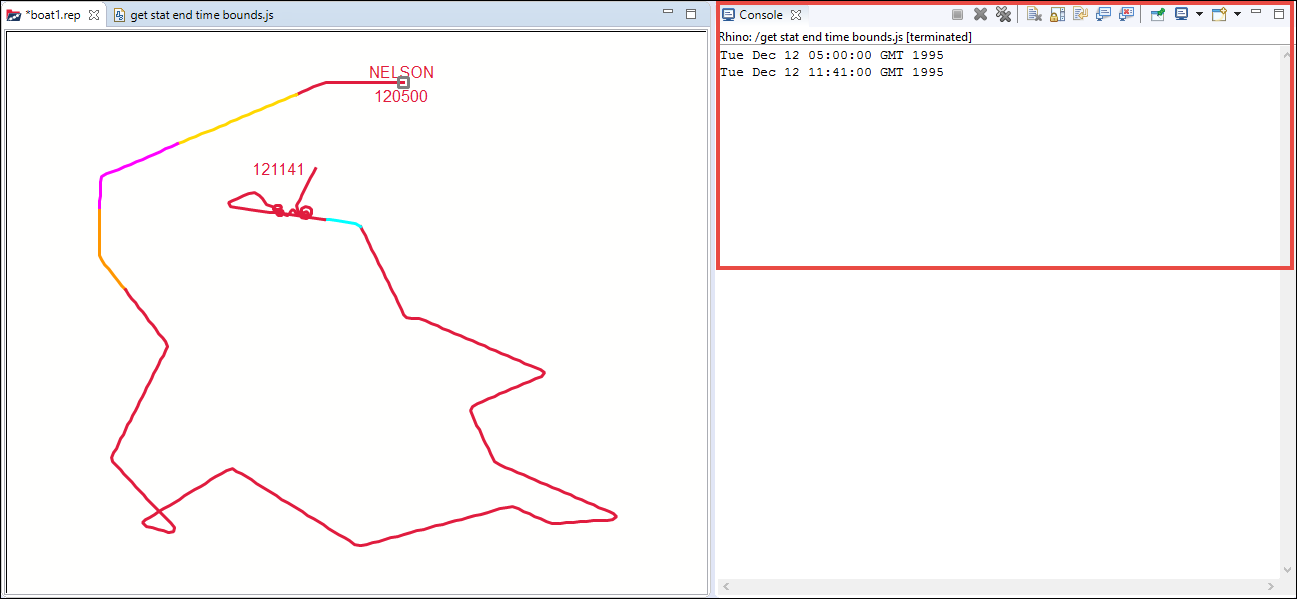 *boat1.rep
get stat end time bounds.js
NELSON
120500
121141
Console
Rhino: /get stat end time bounds.js [terminated]
Tue Dec 12 05:00:00 GMT 1995
Tue Dec 12 11:41:00 GMT 1995